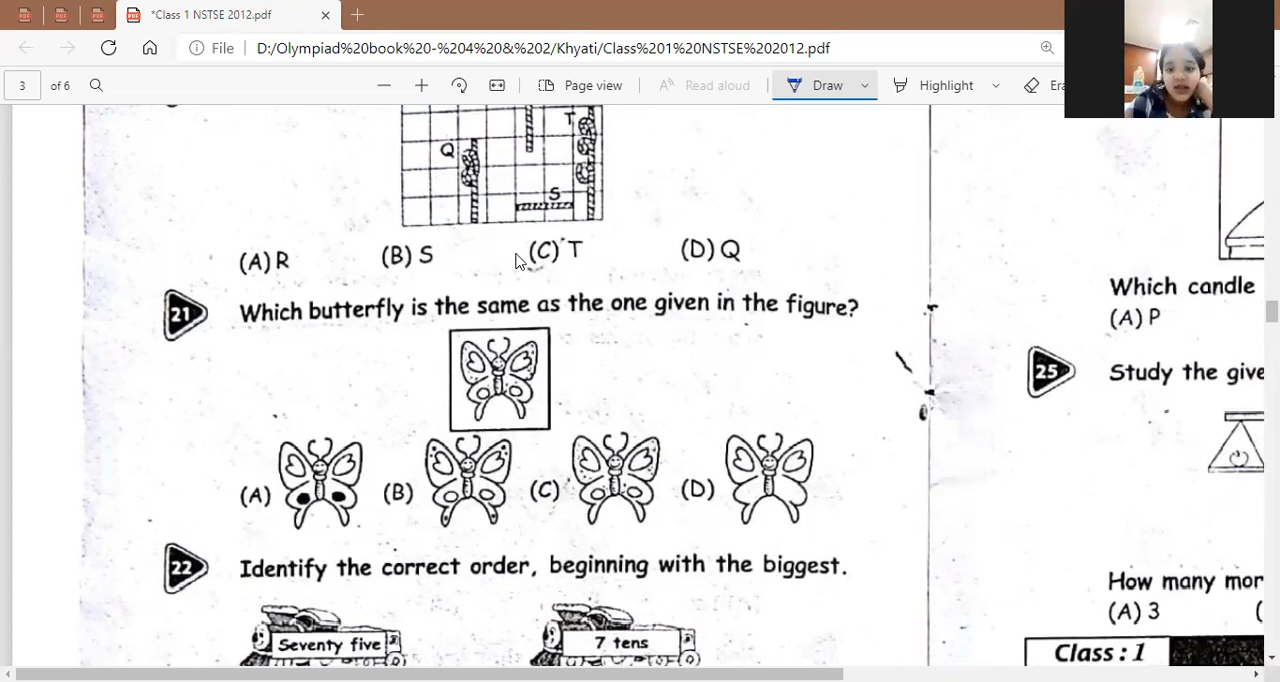 *Class 1 NSTSE 2012.pdf
File
D:/Olympiad%20book%20-%204%20&%202/Khyati/Class%201%20NSTSE%202012.pdf
3 of 6
Page view
Read aloud
Draw
Highlight
Era
T
Q
S
(A) R (B) S (C) T (D) Q
21 Which butterfly is the same as the one given in the figure?
(A) (B) (C) (D)
22 Identify the correct order, beginning with the biggest.
Seventy five 7 tens
Which candle
(A) P
25 Study the give
How many mor
(A) 3 (
Class : 1